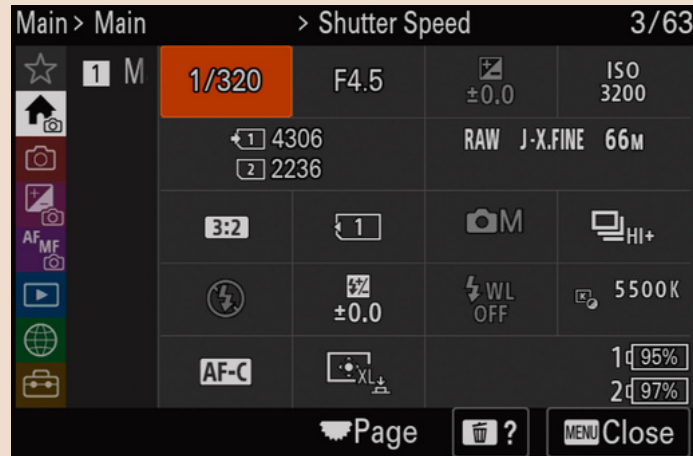 Main > Main > Shutter Speed 3/63
1 M 1/320 F4.5 ±0.0 ISO 3200
1 4306 RAW J-X.FINE 66M
2 2236
3:2 1 M HI+
±0.0 WL OFF 5500K
AF MF
AF-C XL 1 95%
2 97%
Page ? MENU Close